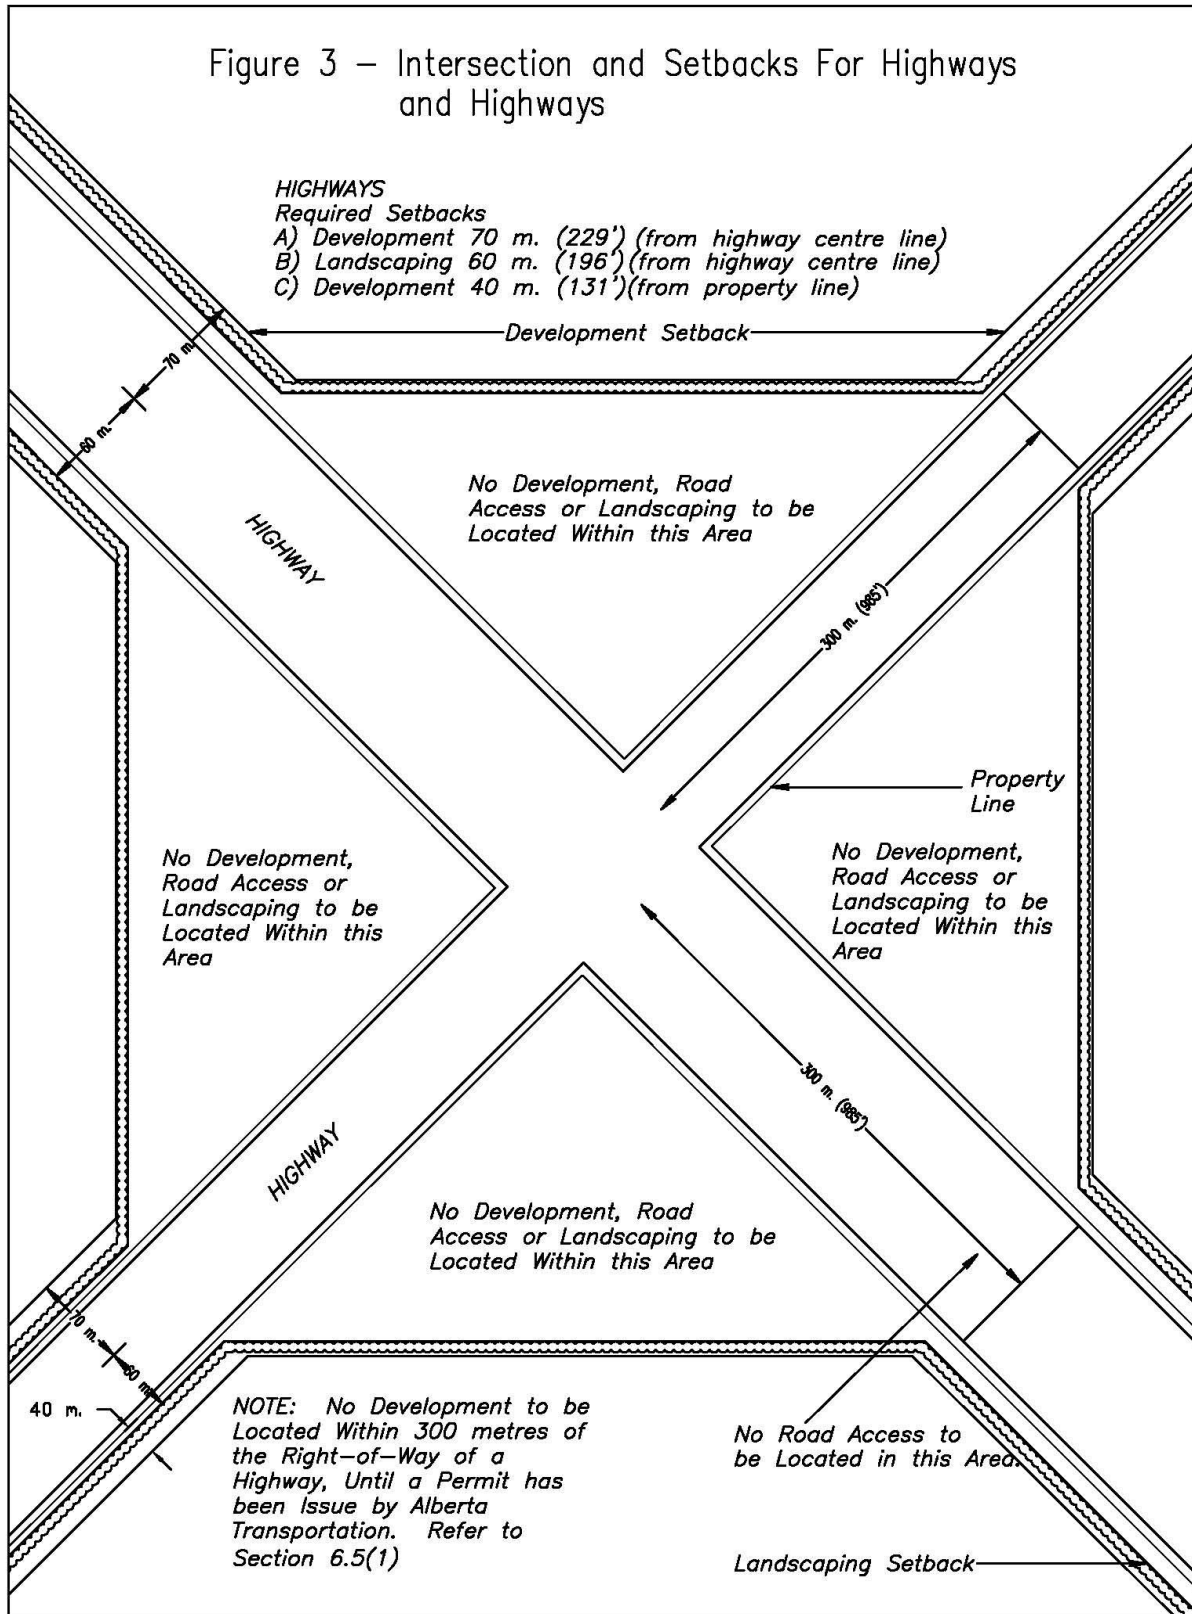 Figure 3 – Intersection and Setbacks For Highways
and Highways
HIGHWAYS
Required Setbacks
A) Development 70 m. (229') (from highway centre line)
B) Landscaping 60 m. (196')(from highway centre line)
C) Development 40 m. (131')(from property line)
Development Setback
70 m.
60 m.
HIGHWAY
No Development, Road
Access or Landscaping to be
Located Within this Area
300 m. (985')
Property
Line
No Development,
Road Access or
Landscaping to be
Located Within this
Area
No Development,
Road Access or
Landscaping to be
Located Within this
Area
300 m. (985')
HIGHWAY
No Development, Road
Access or Landscaping to be
Located Within this Area
70 m.
60 m.
40 m.
NOTE: No Development to be
Located Within 300 metres of
the Right-of-Way of a
Highway, Until a Permit has
been Issue by Alberta
Transportation. Refer to
Section 6.5(1)
No Road Access to
be Located in this Area.
Landscaping Setback